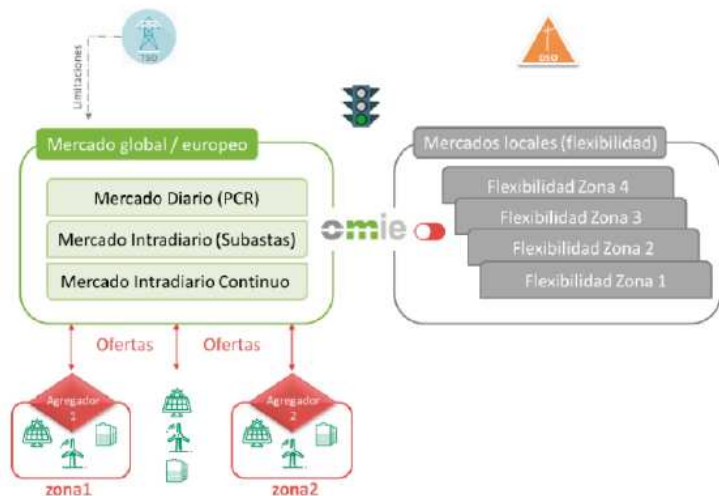 TSO
DSO
Limitaciones
Mercado global / europeo
Mercado Diario (PCR)
Mercado Intradiario (Subastas)
Mercado Intradiario Continuo
omie
Mercados locales (flexibilidad)
Flexibilidad Zona 4
Flexibilidad Zona 3
Flexibilidad Zona 2
Flexibilidad Zona 1
Ofertas
Ofertas
Agregador
1
Agregador
2
zona1
zona2